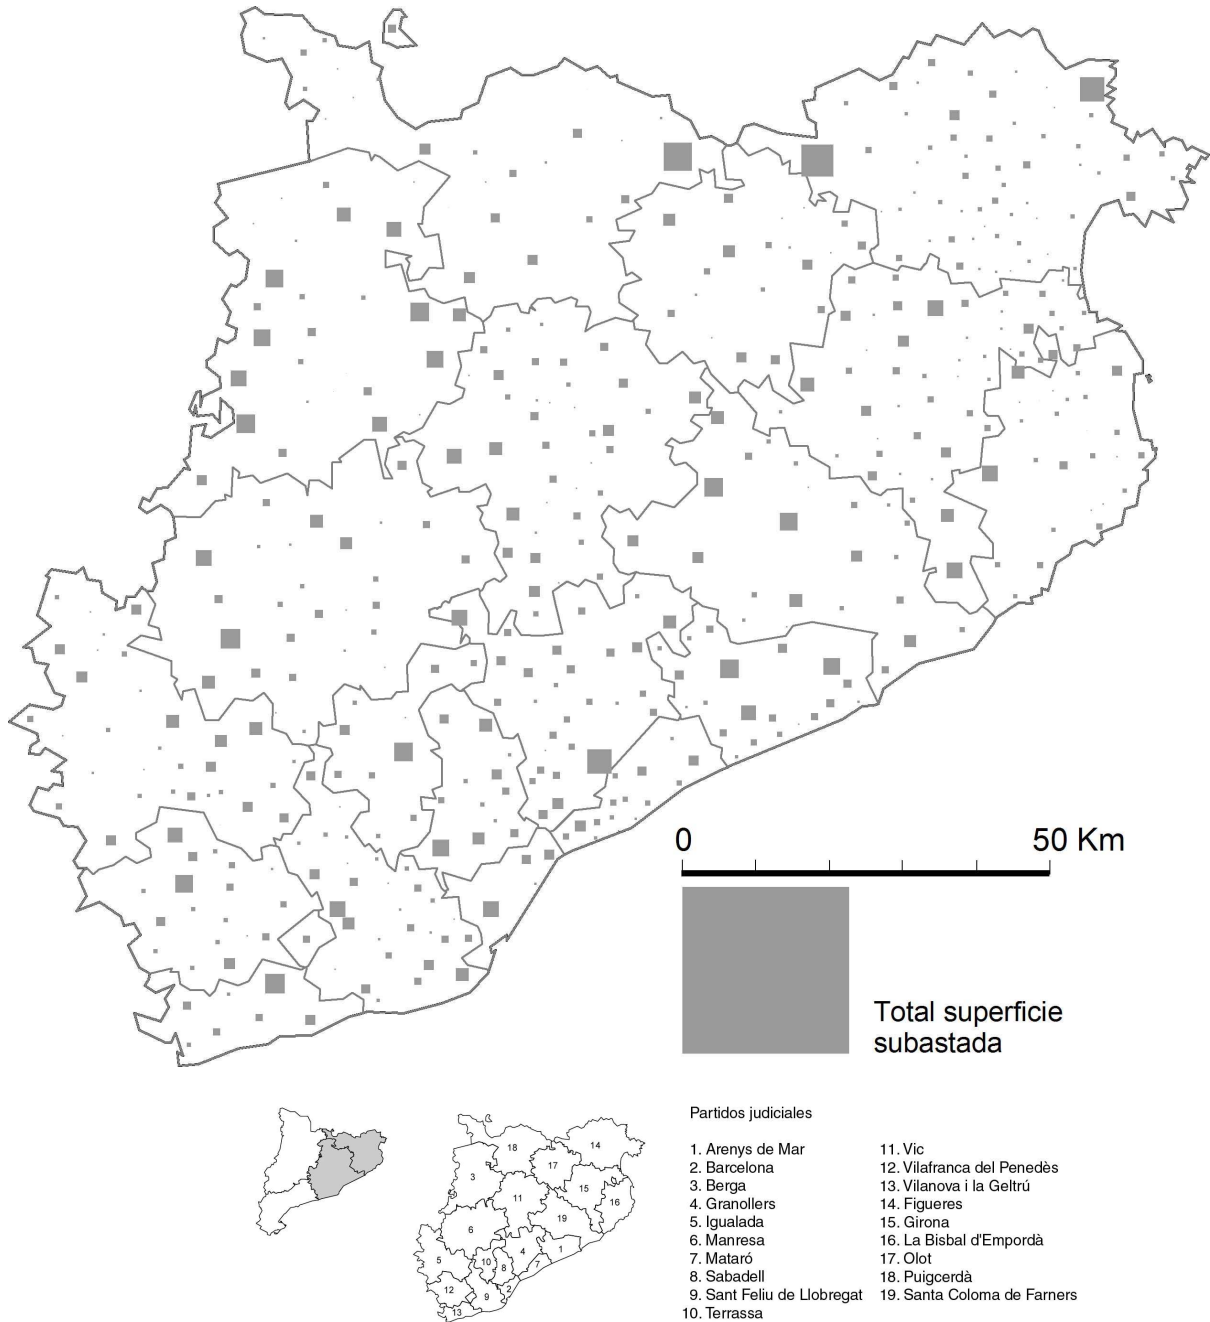 0 50 Km
Total superficie
subastada
Partidos judiciales
1. Arenys de Mar
2. Barcelona
3. Berga
4. Granollers
5. Igualada
6. Manresa
7. Mataró
8. Sabadell
9. Sant Feliu de Llobregat
10. Terrassa
11. Vic
12. Vilafranca del Penedès
13. Vilanova i la Geltrú
14. Figueres
15. Girona
16. La Bisbal d'Empordà
17. Olot
18. Puigcerdà
19. Santa Coloma de Farners
18
14
17
3
15
16
11
19
6
4
1
5
10
8
7
12
9
2
13